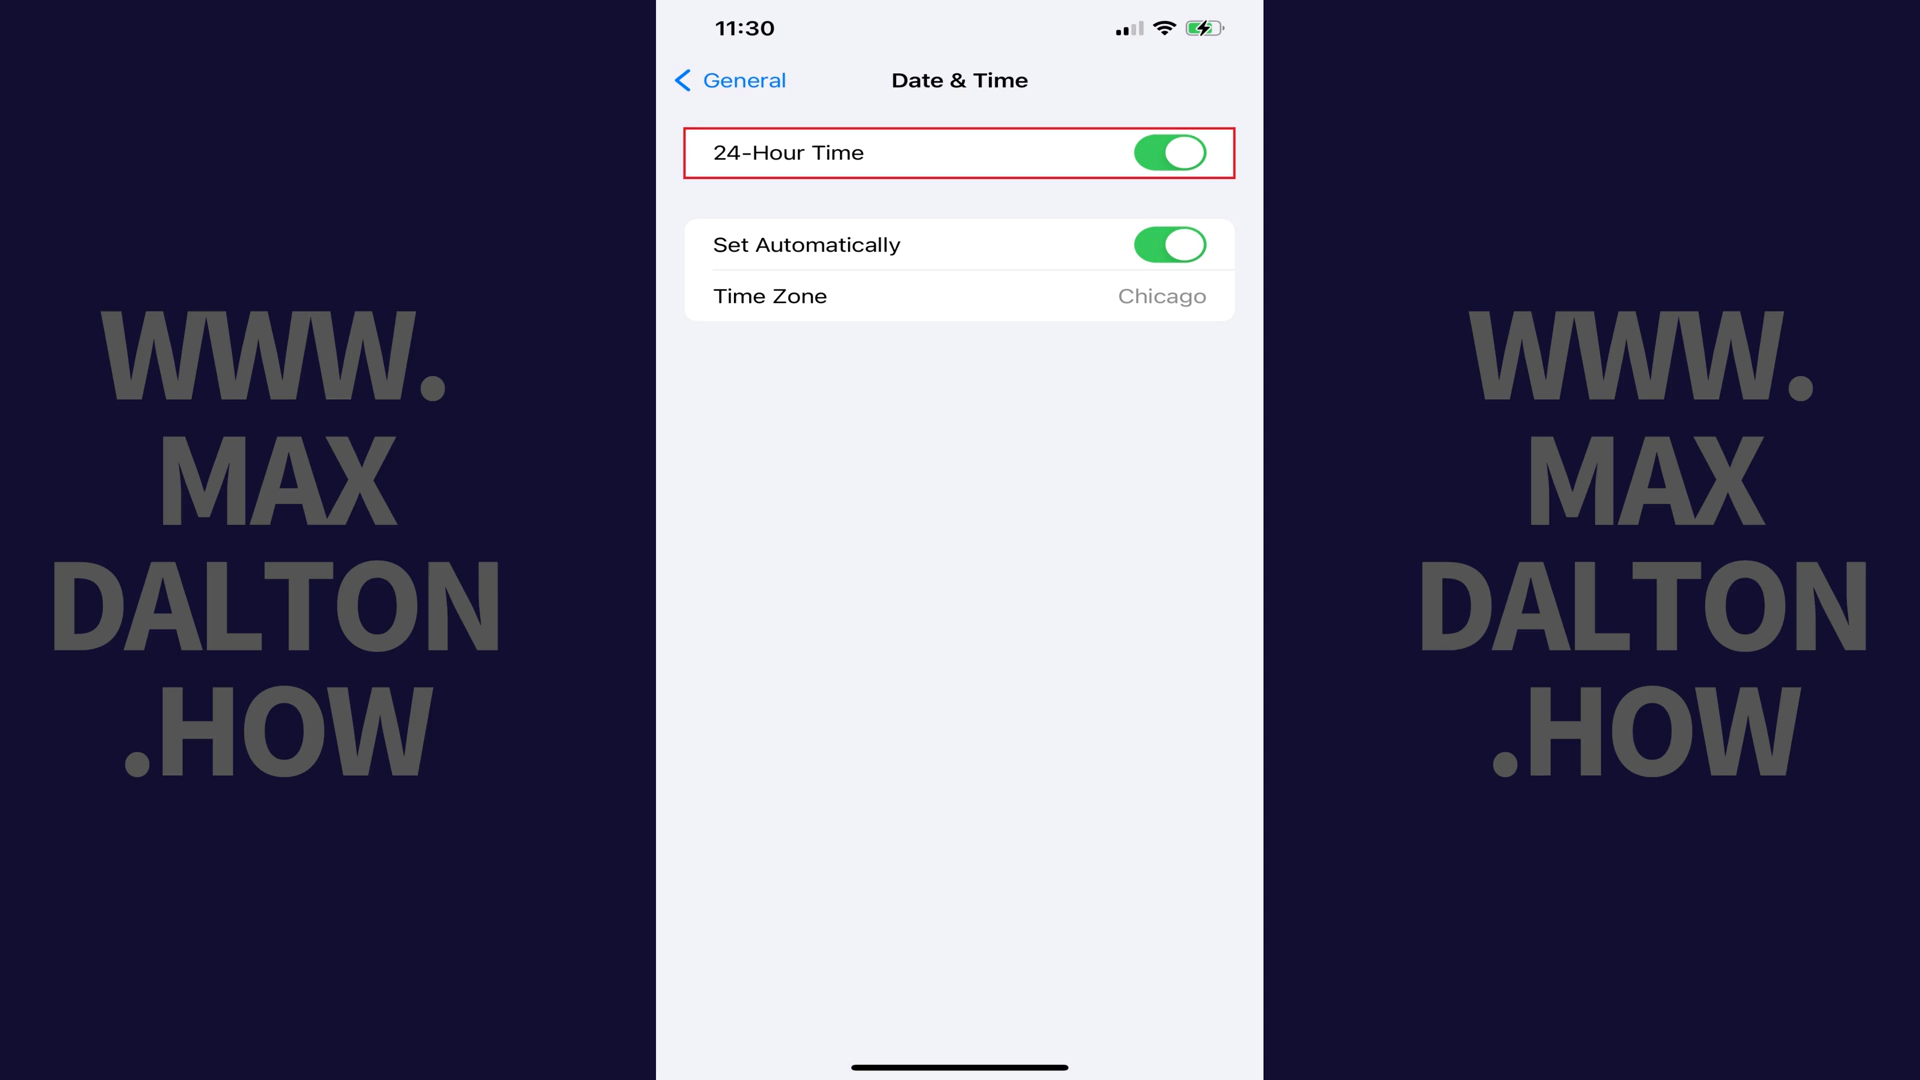 11:30
General
Date & Time
24-Hour Time
Set Automatically
Time Zone
Chicago
WWW.
MAX
DALTON
.HOW
WWW.
MAX
DALTON
.HOW